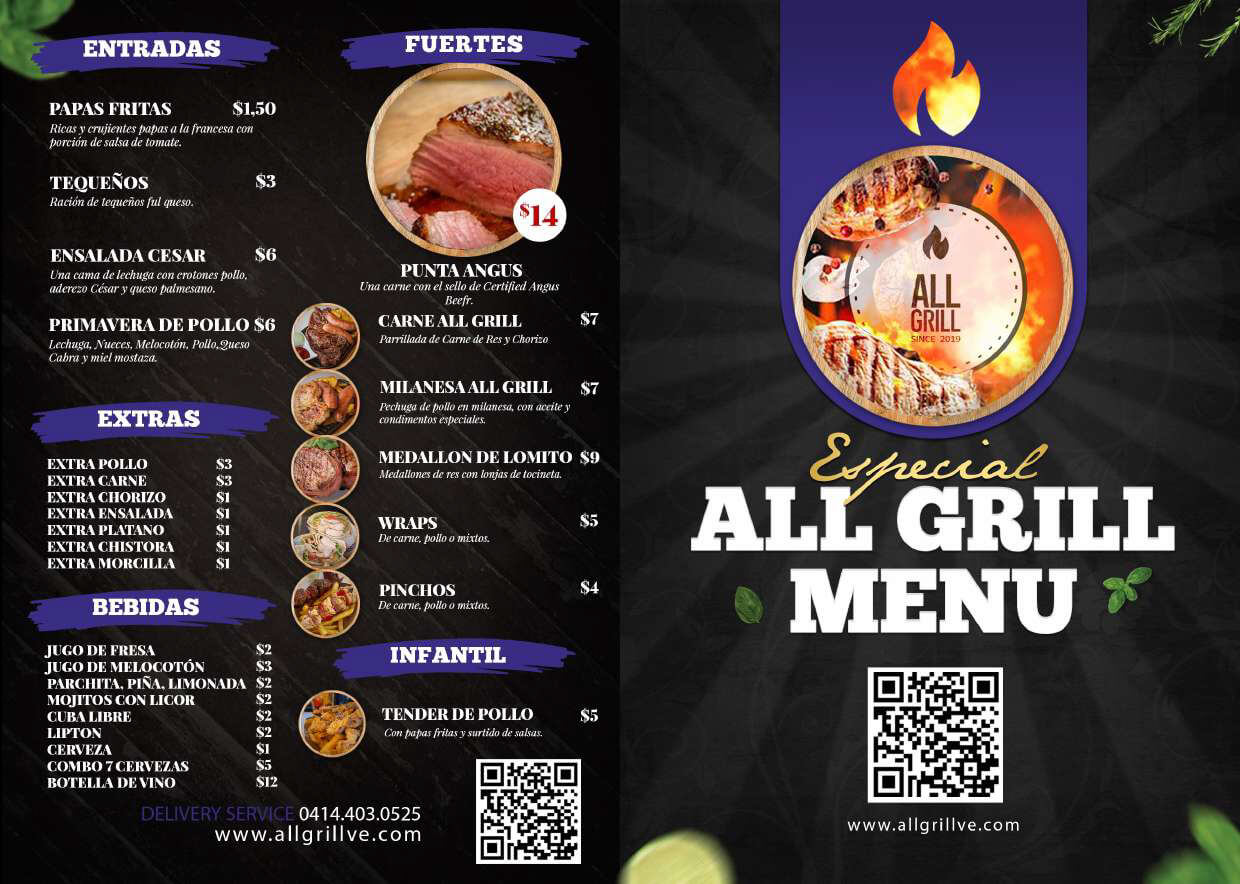 ENTRADAS
PAPAS FRITAS $1,50
Ricas y crujientes papas a la francesa con
porción de salsa de tomate.
TEQUEÑOS $3
Ración de tequeños ful queso.
ENSALADA CESAR $6
Una cama de lechuga con crotones pollo,
aderezo César y queso palmesano.
PRIMAVERA DE POLLO $6
Lechuga, Nueces, Melocotón, Pollo,Queso
Cabra y miel mostaza.
EXTRAS
EXTRA POLLO $3
EXTRA CARNE $3
EXTRA CHORIZO $1
EXTRA ENSALADA $1
EXTRA PLATANO $1
EXTRA CHISTORA $1
EXTRA MORCILLA $1
BEBIDAS
JUGO DE FRESA $2
JUGO DE MELOCOTÓN $3
PARCHITA, PIÑA, LIMONADA $2
MOJITOS CON LICOR $2
CUBA LIBRE $2
LIPTON $2
CERVEZA $1
COMBO 7 CERVEZAS $5
BOTELLA DE VINO $12
FUERTES
$14
PUNTA ANGUS
Una carne con el sello de Certified Angus
Beefr.
CARNE ALL GRILL $7
Parrillada de Carne de Res y Chorizo
MILANESA ALL GRILL $7
Pechuga de pollo en milanesa, con aceite y
condimentos especiales.
MEDALLON DE LOMITO $9
Medallones de res con lonjas de tocineta.
WRAPS $5
De carne, pollo o mixtos.
PINCHOS $4
De carne, pollo o mixtos.
INFANTIL
TENDER DE POLLO $5
Con papas fritas y surtido de salsas.
DELIVERY SERVICE 0414.403.0525
www.allgrillve.com
ALL
GRILL
SINCE 2019
Especial
ALL GRILL
MENU
www.allgrillve.com